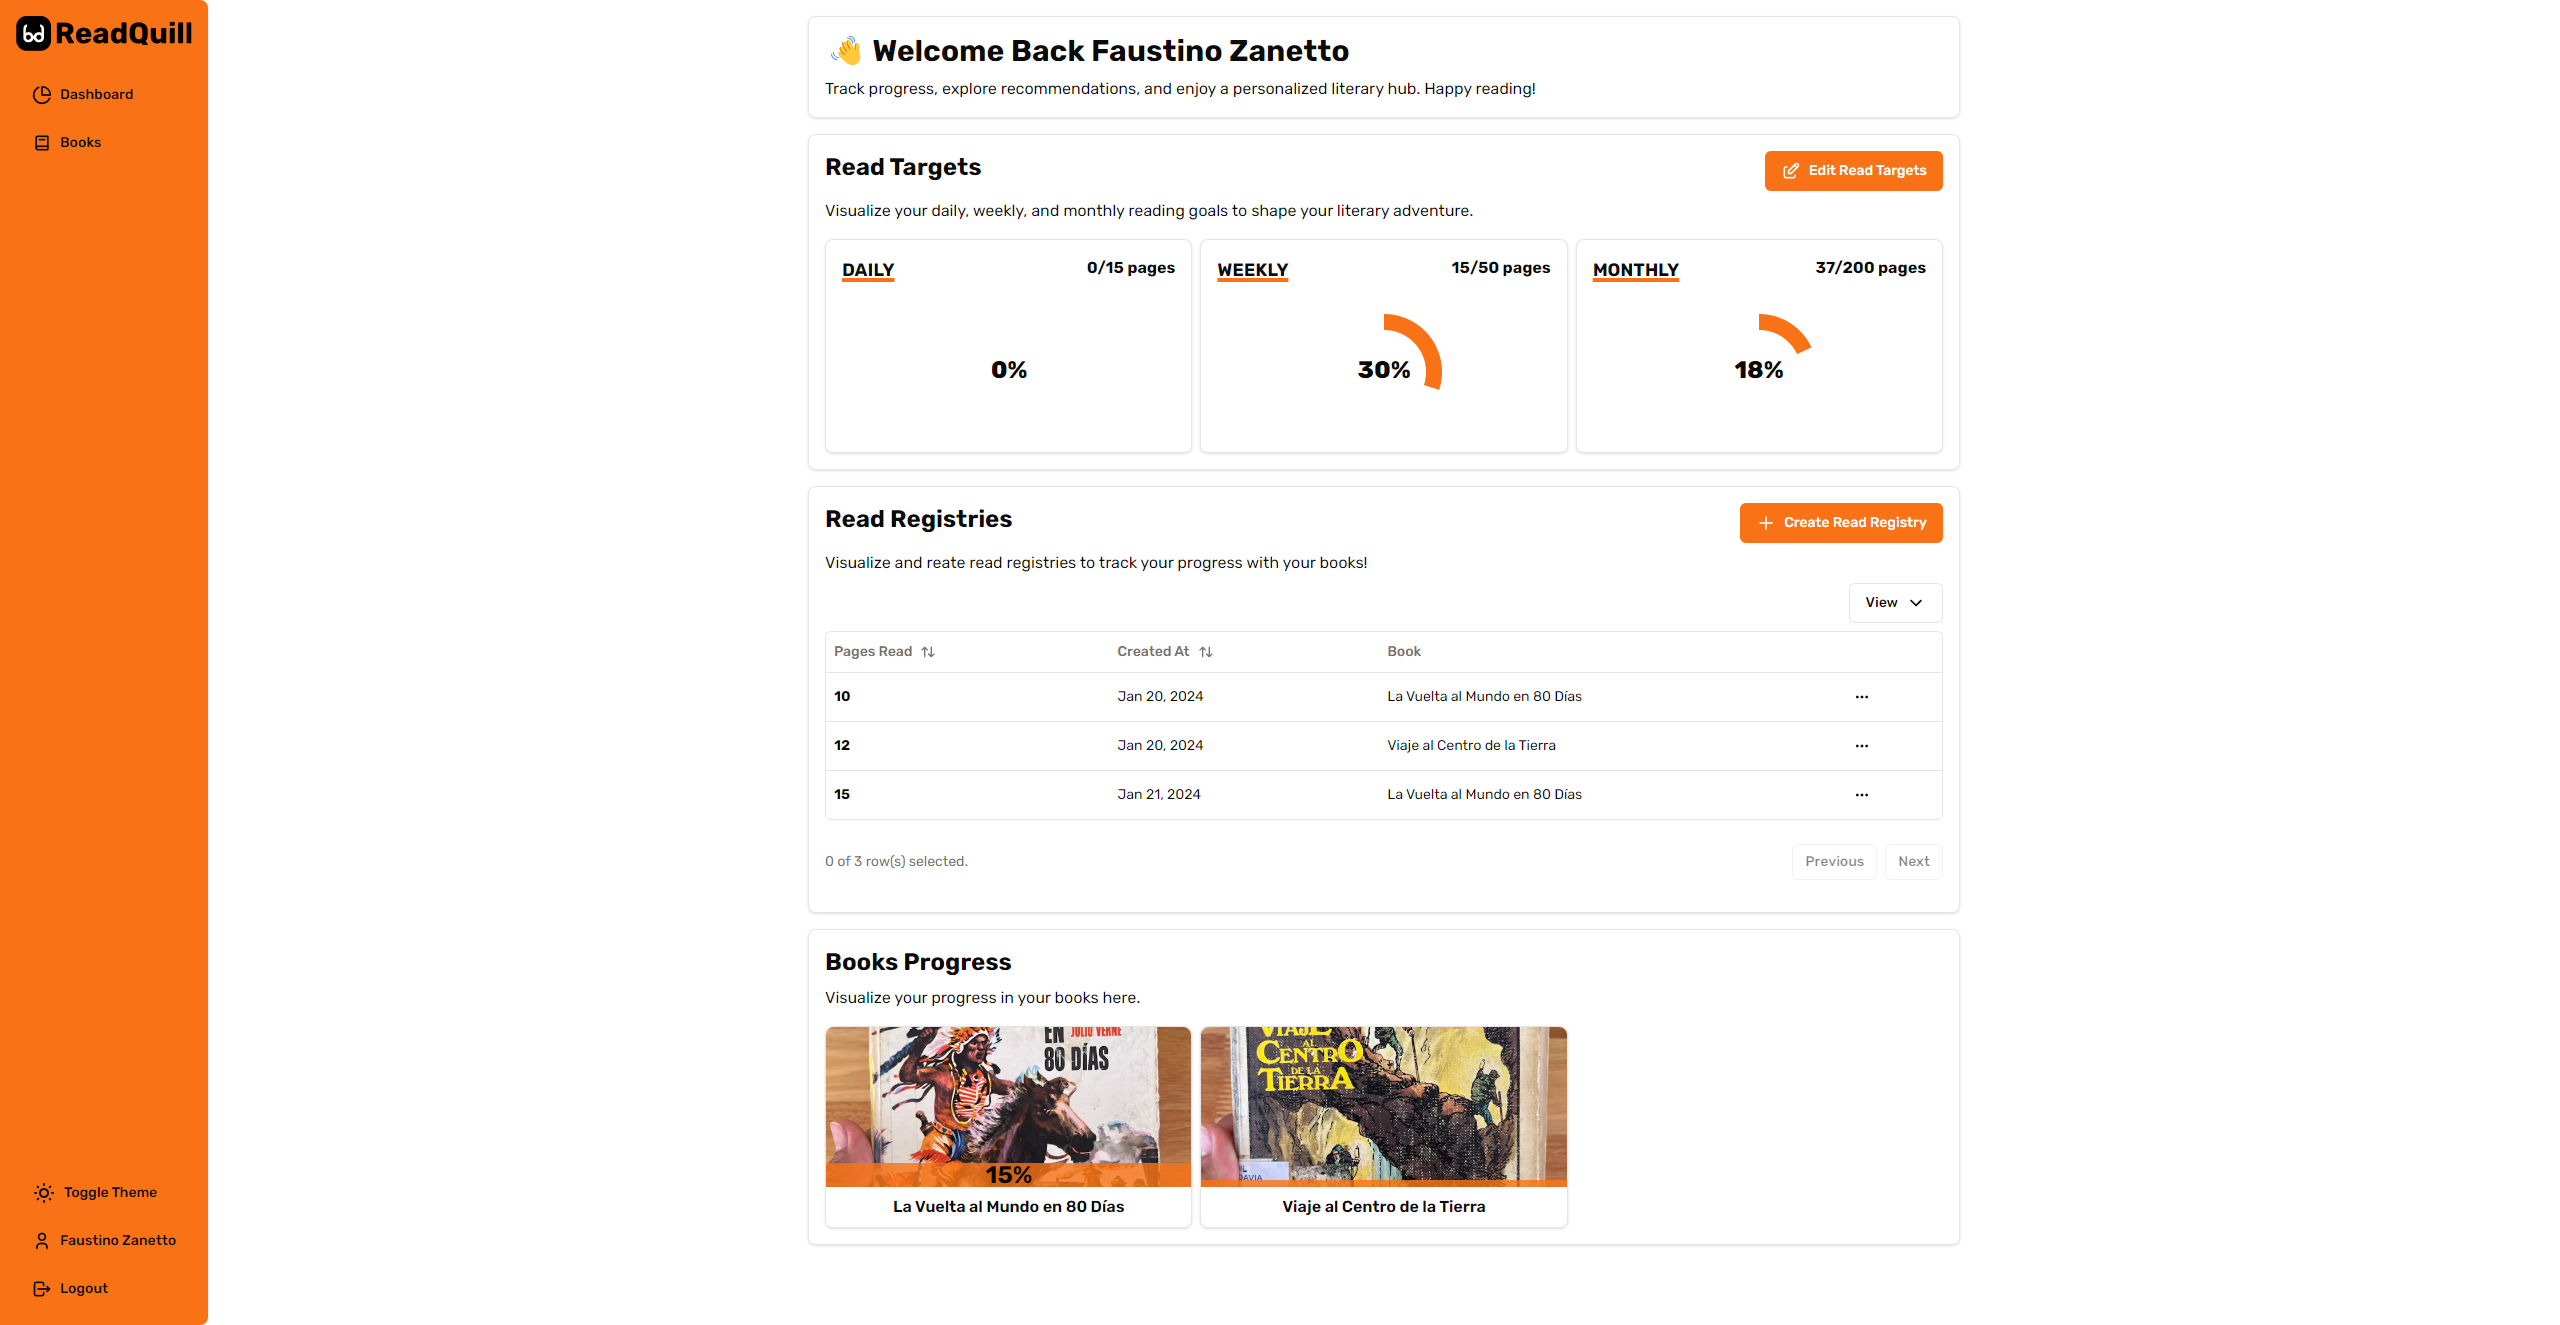 ReadQuill
Dashboard
Books
Toggle Theme
Faustino Zanetto
Logout
👋 Welcome Back Faustino Zanetto
Track progress, explore recommendations, and enjoy a personalized literary hub. Happy reading!
Read Targets
Edit Read Targets
Visualize your daily, weekly, and monthly reading goals to shape your literary adventure.
DAILY 0/15 pages
0%
WEEKLY 15/50 pages
30%
MONTHLY 37/200 pages
18%
Read Registries
Create Read Registry
Visualize and reate read registries to track your progress with your books!
View
Pages Read Created At Book
10 Jan 20, 2024 La Vuelta al Mundo en 80 Días
12 Jan 20, 2024 Viaje al Centro de la Tierra
15 Jan 21, 2024 La Vuelta al Mundo en 80 Días
0 of 3 row(s) selected.
Previous Next
Books Progress
Visualize your progress in your books here.
EN JULIO VERNE
80 DÍAS
15%
La Vuelta al Mundo en 80 Días
VIAJE
AL
CENTRO
DE LA
TIERRA
Viaje al Centro de la Tierra